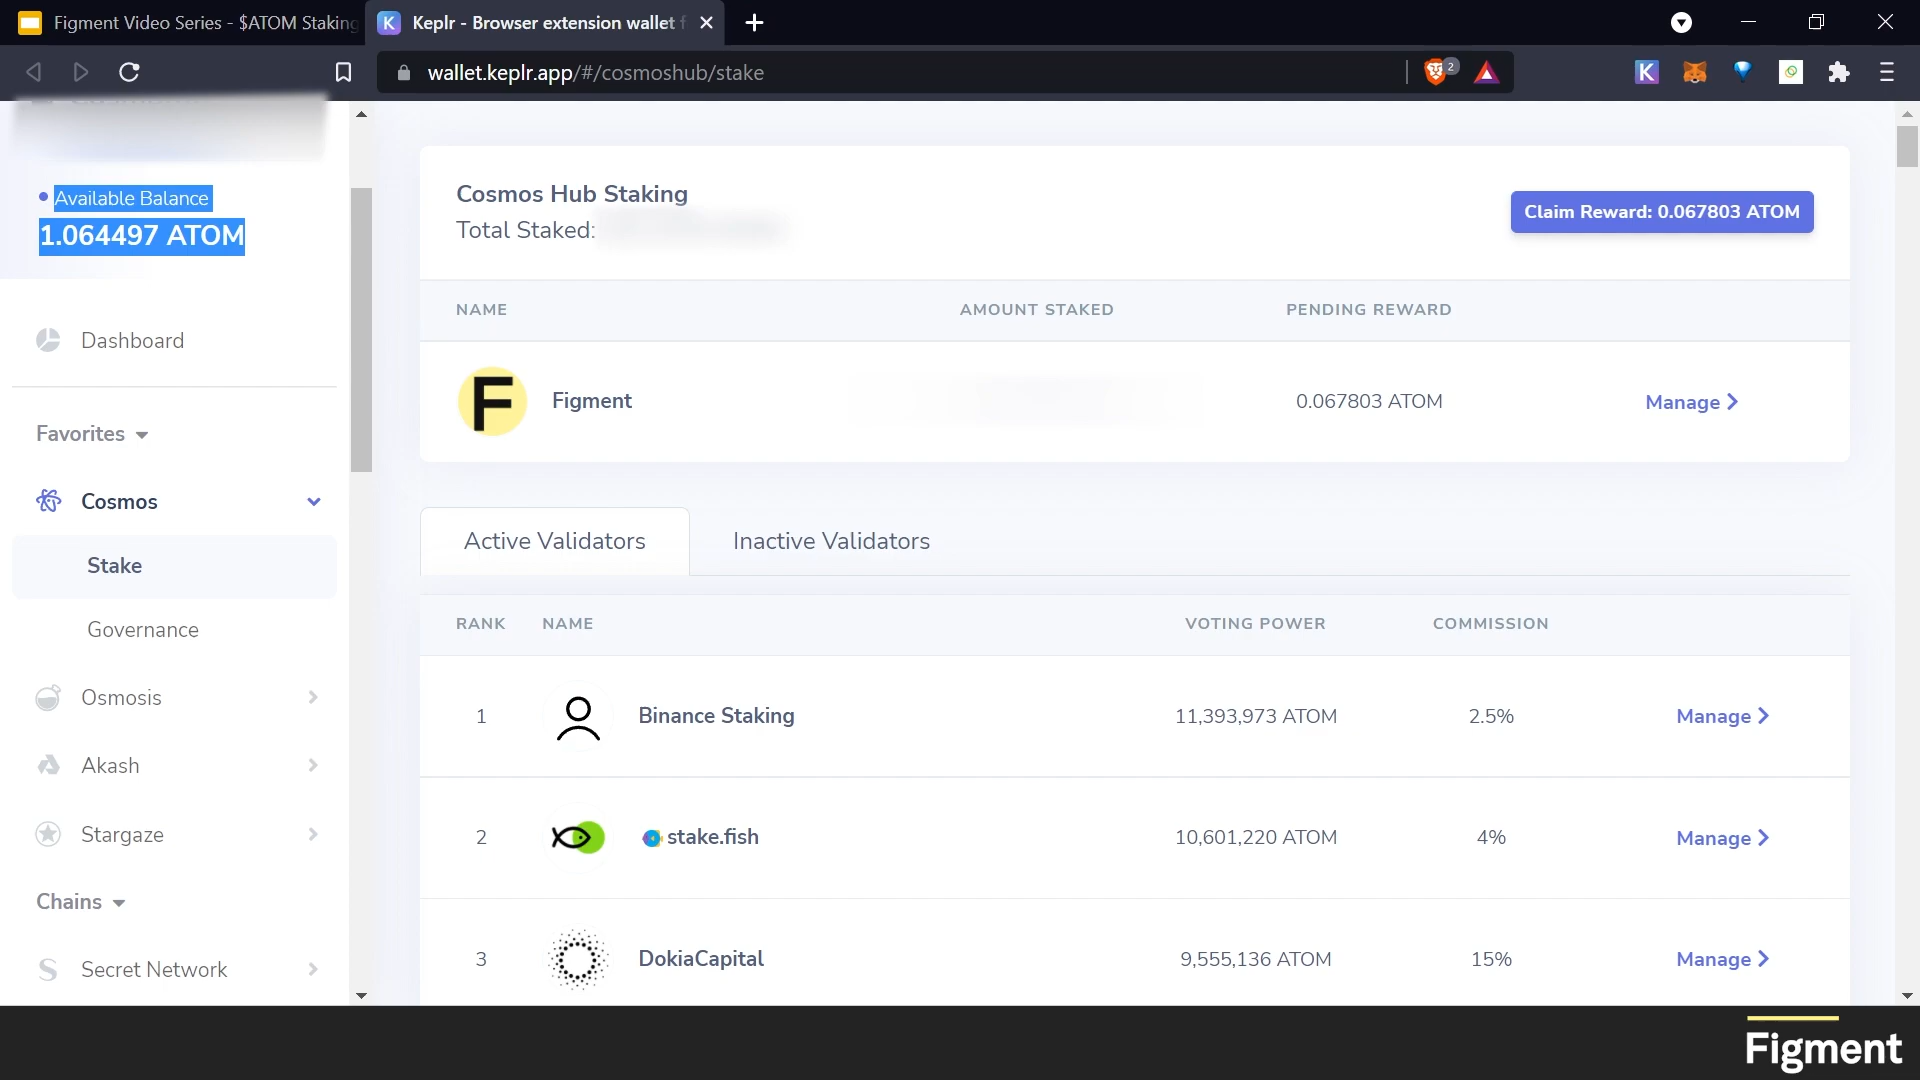 Figment Video Series - $ATOM Staking
Keplr - Browser extension wallet f
wallet.keplr.app/#/cosmoshub/stake
2
K
Available Balance
1.064497 ATOM
Dashboard
Favorites
Cosmos
Stake
Governance
Osmosis
Akash
Stargaze
Chains
Secret Network
Cosmos Hub Staking
Total Staked:
Claim Reward: 0.067803 ATOM
NAME AMOUNT STAKED PENDING REWARD
F Figment 0.067803 ATOM Manage
Active Validators Inactive Validators
RANK NAME VOTING POWER COMMISSION
1 Binance Staking 11,393,973 ATOM 2.5% Manage
2 stake.fish 10,601,220 ATOM 4% Manage
3 DokiaCapital 9,555,136 ATOM 15% Manage
Figment